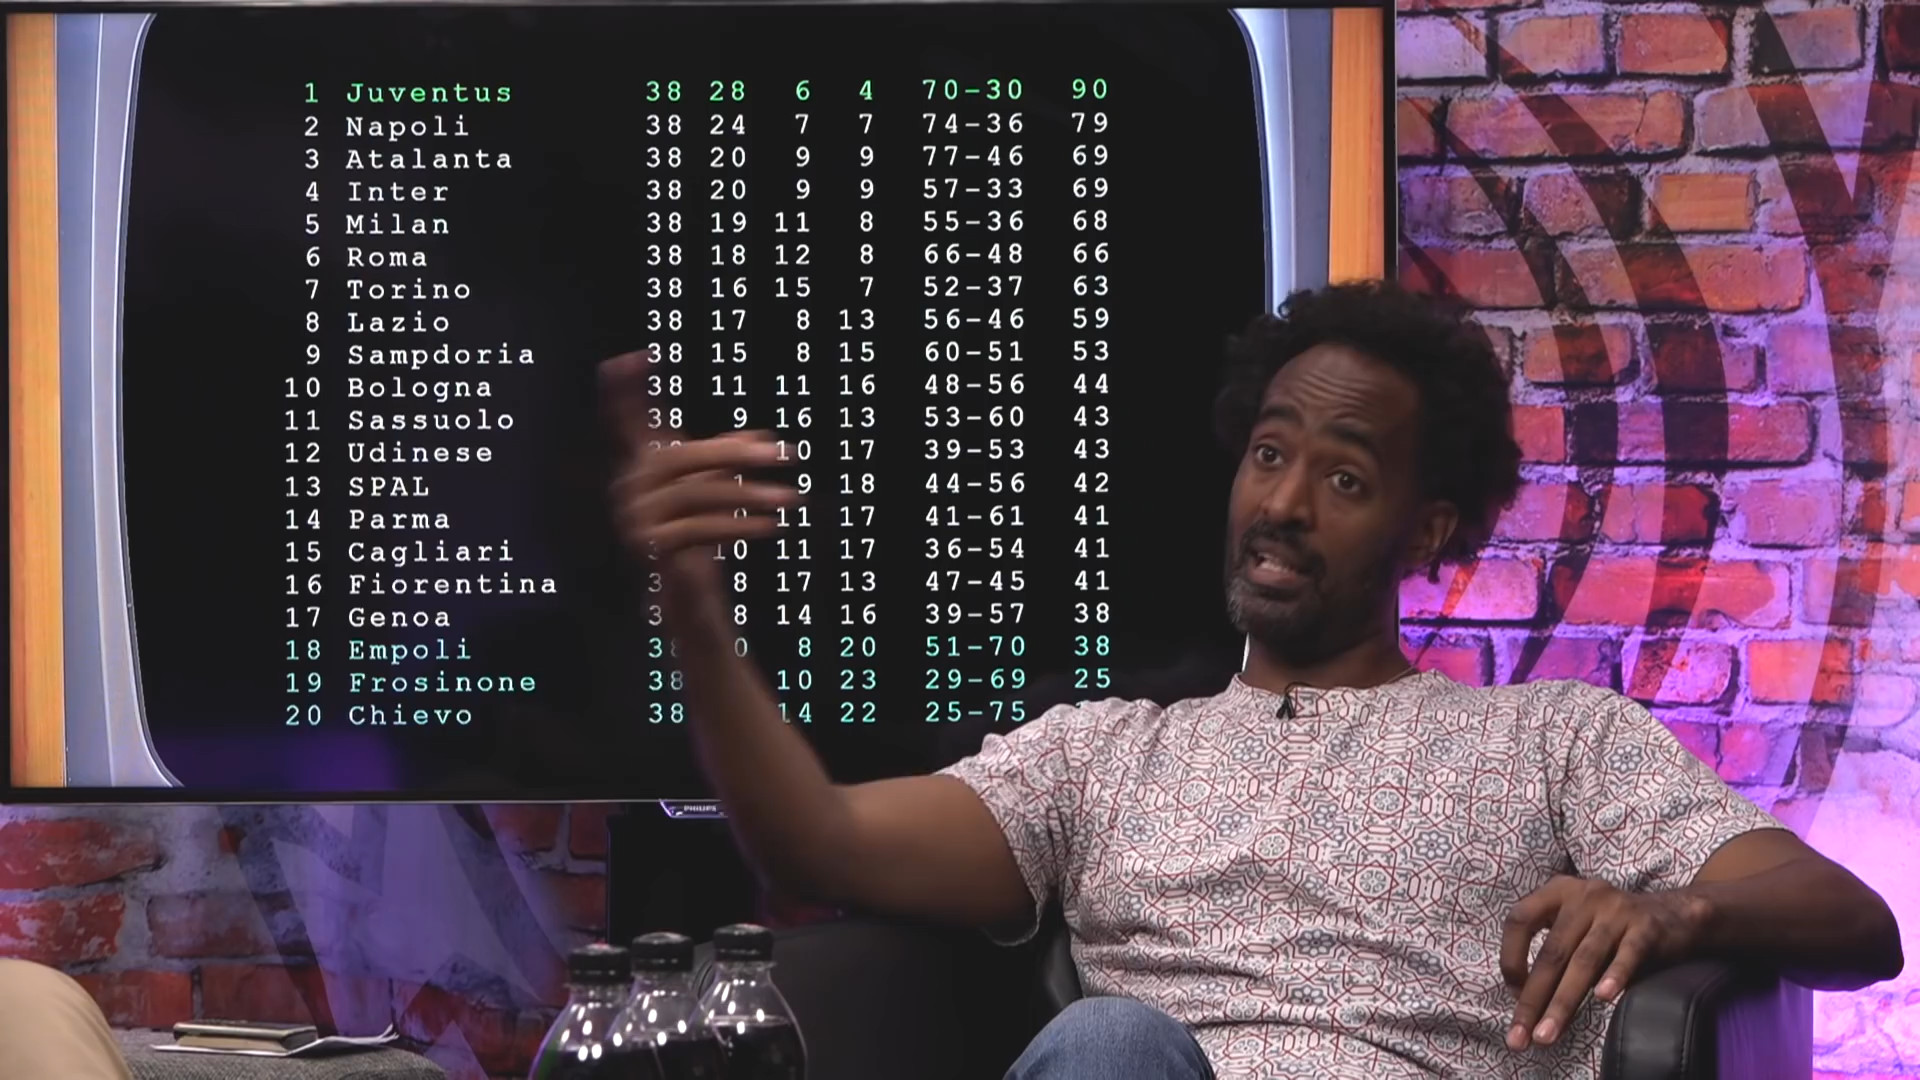 1 Juventus 38 28 6 4 70-30 90
2 Napoli 38 24 7 7 74-36 79
3 Atalanta 38 20 9 9 77-46 69
4 Inter 38 20 9 9 57-33 69
5 Milan 38 19 11 8 55-36 68
6 Roma 38 18 12 8 66-48 66
7 Torino 38 16 15 7 52-37 63
8 Lazio 38 17 8 13 56-46 59
9 Sampdoria 38 15 8 15 60-51 53
10 Bologna 38 11 11 16 48-56 44
11 Sassuolo 38 9 16 13 53-60 43
12 Udinese 10 17 39-53 43
13 SPAL 9 18 44-56 42
14 Parma 11 17 41-61 41
15 Cagliari 10 11 17 36-54 41
16 Fiorentina 3 8 17 13 47-45 41
17 Genoa 3 8 14 16 39-57 38
18 Empoli 38 0 8 20 51-70 38
19 Frosinone 38 10 23 29-69 25
20 Chievo 38 14 22 25-75
PHILIPS